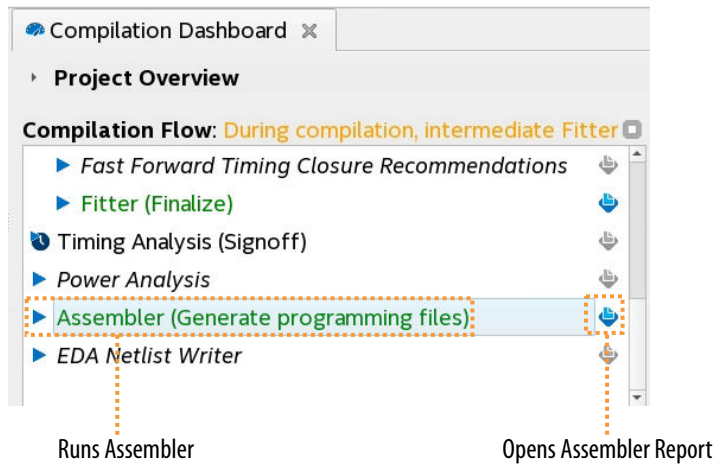 Compilation Dashboard
Project Overview
Compilation Flow: During compilation, intermediate Fitter
Fast Forward Timing Closure Recommendations
Fitter (Finalize)
Timing Analysis (Signoff)
Power Analysis
Assembler (Generate programming files)
EDA Netlist Writer
Runs Assembler
Opens Assembler Report